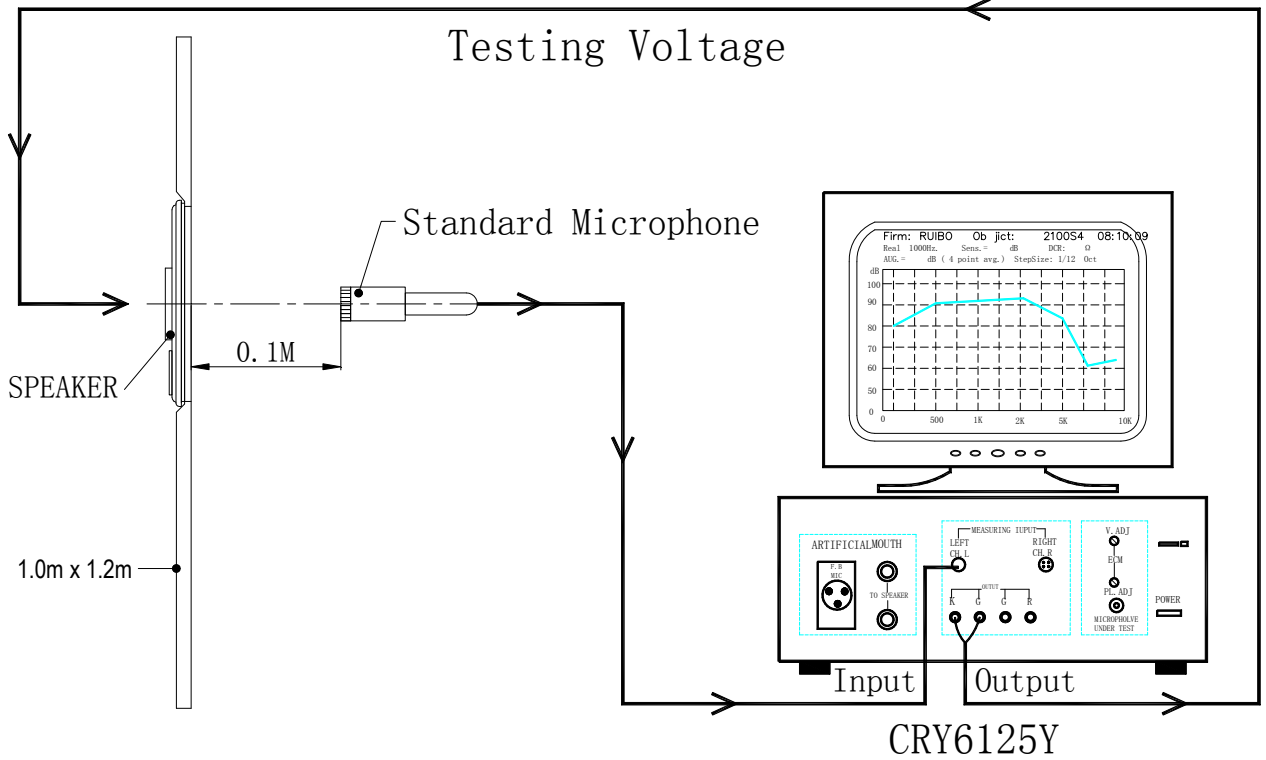 Testing Voltage
Standard Microphone
0.1M
SPEAKER
1.0m x 1.2m
Firm: RUIBO Ob jict: 2100S4 08:10:09
Real 1000Hz. Sens.= dB DCR: Ω
AUG.= dB ( 4 point avg.) StepSize: 1/12 Oct
dB
100
90
80
70
60
50
0
0 500 1K 2K 5K 10K
ARTIFICIALMOUTH
F.B
MIC
TO SPEAKER
MEASURING IUPUT
LEFT RIGHT
CH.L CH.R
OUTUT
K G G R
V.ADJ
ECM
PL.ADJ
MICROPHOLVE
UNDER TEST
POWER
Input Output
CRY6125Y